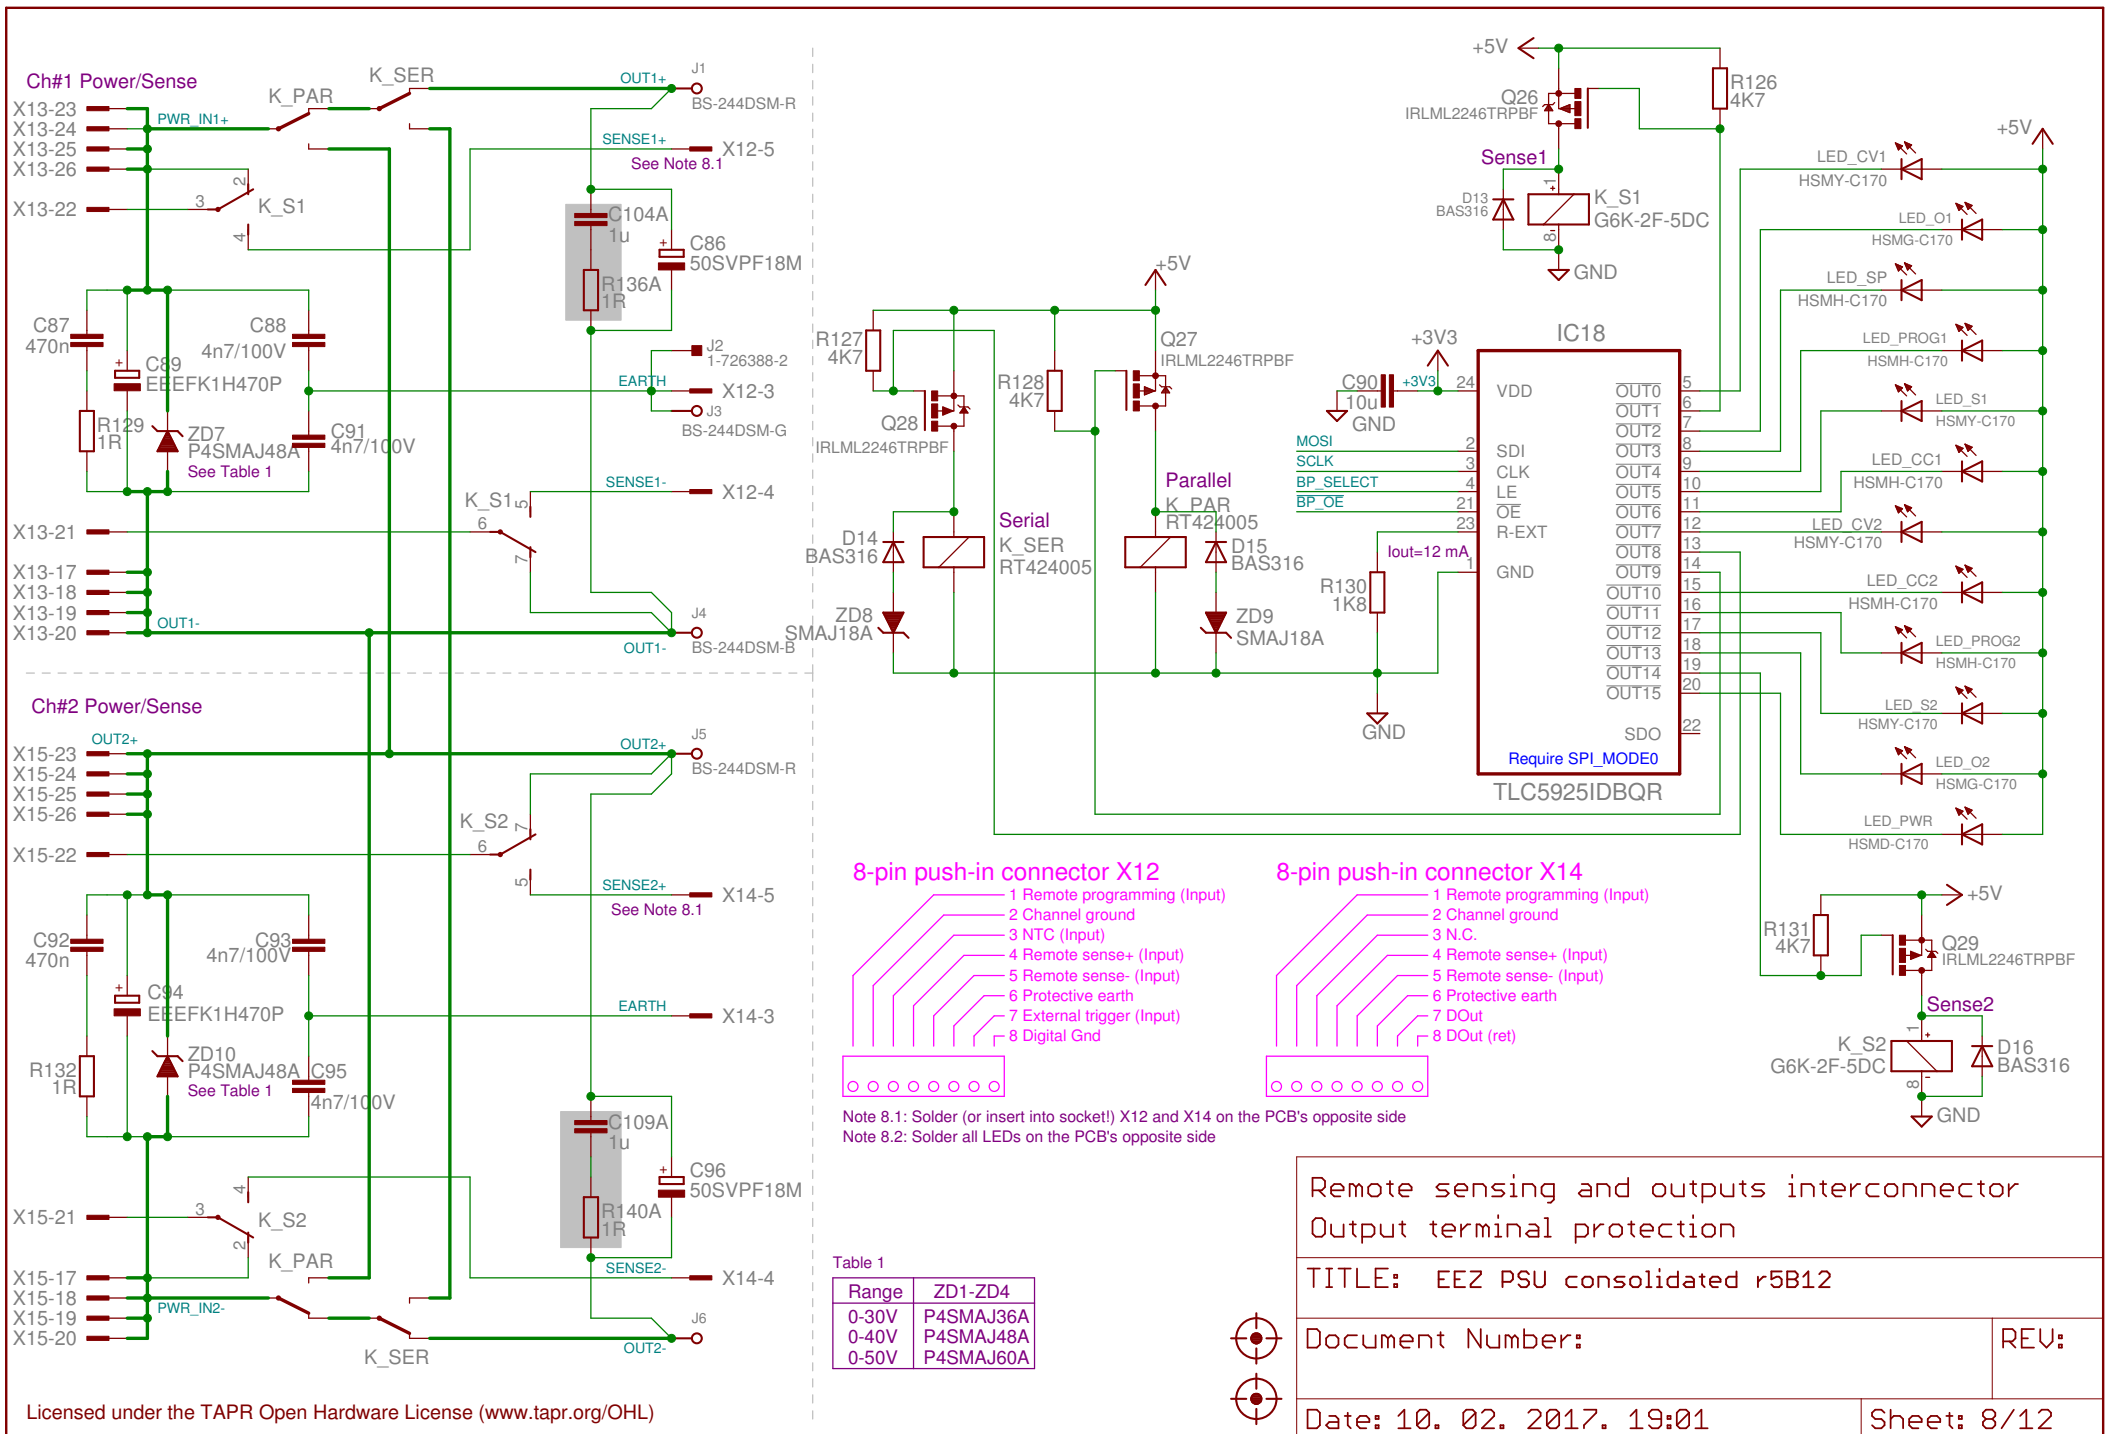 Ch#1 Power/Sense
X13-23
X13-24
X13-25
X13-26
X13-22
PWR_IN1+
K_PAR
K_SER
2
3
4
K_S1
OUT1+
J1
BS-244DSM-R
SENSE1+
X12-5
See Note 8.1
C104A
1u
R136A
1R
C86
50SVPF18M
+
C87
470n
C89
EEEFK1H470P
+
C88
4n7/100V
R129
1R
ZD7
P4SMAJ48A
See Table 1
C91
4n7/100V
J2
1-726388-2
EARTH
X12-3
J3
BS-244DSM-G
SENSE1-
X12-4
K_S1
5
6
7
X13-21
X13-17
X13-18
X13-19
X13-20
OUT1-
J4
BS-244DSM-B
OUT1-
Ch#2 Power/Sense
OUT2+
X15-23
X15-24
X15-25
X15-26
X15-22
OUT2+
J5
BS-244DSM-R
K_S2
7
6
5
SENSE2+
X14-5
See Note 8.1
C92
470n
C94
EEEFK1H470P
+
C93
4n7/100V
R132
1R
ZD10
P4SMAJ48A
See Table 1
C95
4n7/100V
EARTH
X14-3
C109A
1u
R140A
1R
C96
50SVPF18M
+
X15-21
4
3
2
K_S2
K_PAR
X15-17
X15-18
X15-19
X15-20
PWR_IN2-
K_SER
SENSE2-
X14-4
J6
OUT2-
Licensed under the TAPR Open Hardware License (www.tapr.org/OHL)
+5V
Q26
IRLML2246TRPBF
R126
4K7
Sense1
D13
BAS316
1
+
8
-
K_S1
G6K-2F-5DC
GND
+5V
R127
4K7
Q28
IRLML2246TRPBF
R128
4K7
Q27
IRLML2246TRPBF
D14
BAS316
Serial
K_SER
RT424005
Parallel
K_PAR
RT424005
D15
BAS316
ZD8
SMAJ18A
ZD9
SMAJ18A
GND
R130
1K8
Iout=12 mA
+3V3
C90
10u
+3V3
GND
MOSI
SCLK
BP_SELECT
BP_OE
IC18
24 VDD
2 SDI
3 CLK
4 LE
21 OE
23 R-EXT
1 GND
OUT0 5
OUT1 6
OUT2 7
OUT3 8
OUT4 9
OUT5 10
OUT6 11
OUT7 12
OUT8 13
OUT9 14
OUT10 15
OUT11 16
OUT12 17
OUT13 18
OUT14 19
OUT15 20
SDO 22
Require SPI_MODE0
TLC5925IDBQR
+5V
LED_CV1
HSMY-C170
LED_O1
HSMG-C170
LED_SP
HSMH-C170
LED_PROG1
HSMH-C170
LED_S1
HSMY-C170
LED_CC1
HSMH-C170
LED_CV2
HSMY-C170
LED_CC2
HSMH-C170
LED_PROG2
HSMH-C170
LED_S2
HSMY-C170
LED_O2
HSMG-C170
LED_PWR
HSMD-C170
+5V
R131
4K7
Q29
IRLML2246TRPBF
Sense2
K_S2
G6K-2F-5DC
1
+
8
-
D16
BAS316
GND
8-pin push-in connector X12
1 Remote programming (Input)
2 Channel ground
3 NTC (Input)
4 Remote sense+ (Input)
5 Remote sense- (Input)
6 Protective earth
7 External trigger (Input)
8 Digital Gnd
8-pin push-in connector X14
1 Remote programming (Input)
2 Channel ground
3 N.C.
4 Remote sense+ (Input)
5 Remote sense- (Input)
6 Protective earth
7 DOut
8 DOut (ret)
Note 8.1: Solder (or insert into socket!) X12 and X14 on the PCB's opposite side
Note 8.2: Solder all LEDs on the PCB's opposite side
Table 1
Range ZD1-ZD4
0-30V P4SMAJ36A
0-40V P4SMAJ48A
0-50V P4SMAJ60A
Remote sensing and outputs interconnector
Output terminal protection
TITLE: EEZ PSU consolidated r5B12
Document Number:
REV:
Date: 10. 02. 2017. 19:01
Sheet: 8/12